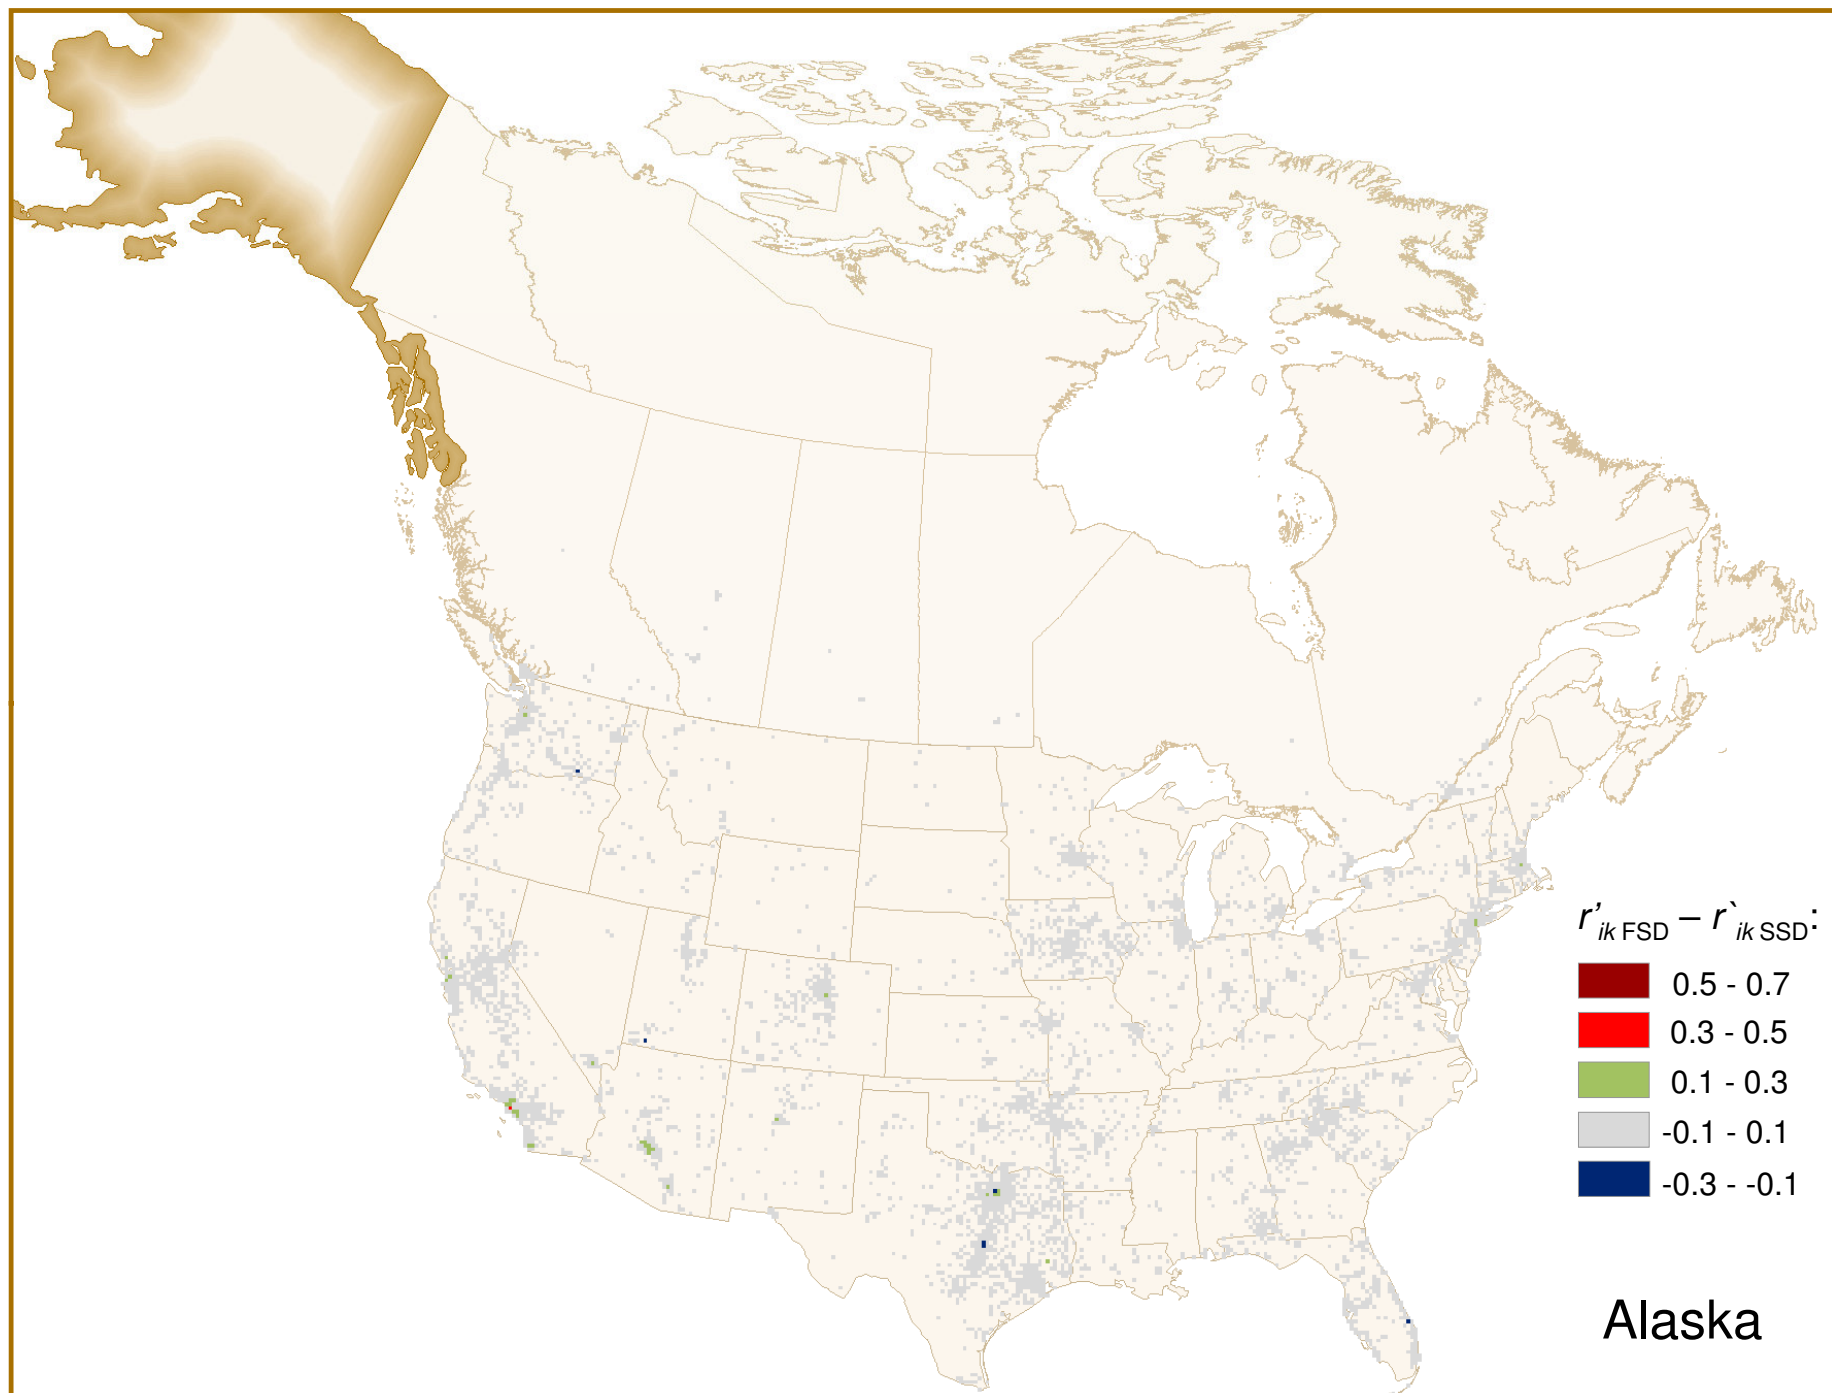 r'ik FSD – r`ik SSD:
0.5 - 0.7
0.3 - 0.5
0.1 - 0.3
-0.1 - 0.1
-0.3 - -0.1
Alaska